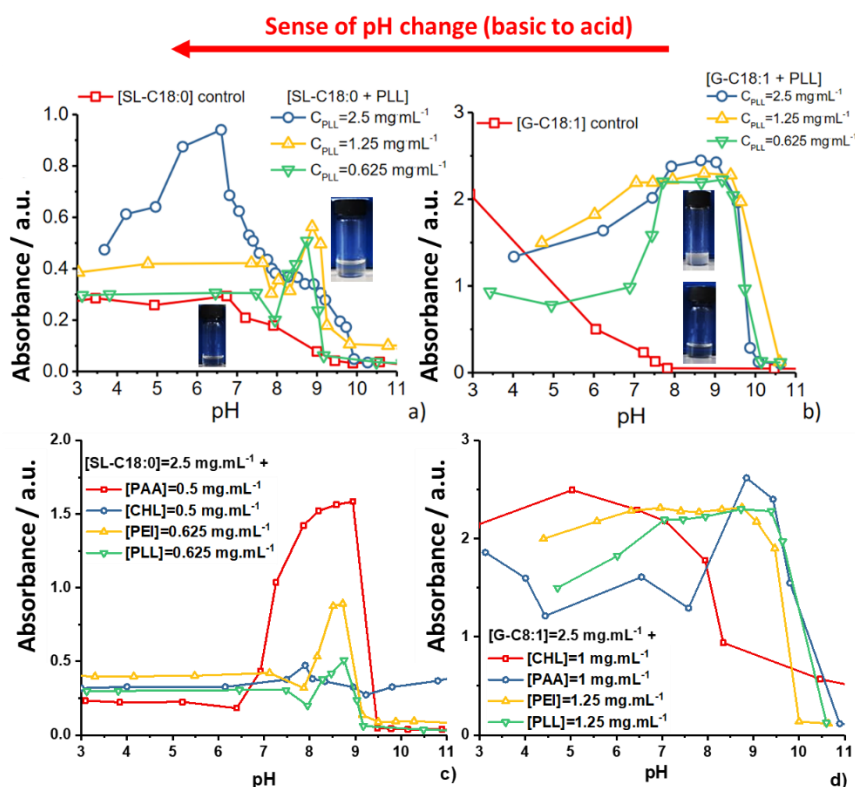 Sense of pH change (basic to acid)
[SL-C18:0] control
[SL-C18:0 + PLL]
C_PLL=2.5 mg·mL⁻¹
C_PLL=1.25 mg·mL⁻¹
C_PLL=0.625 mg·mL⁻¹
Absorbance / a.u.
1.0
0.8
0.6
0.4
0.2
0.0
3 4 5 6 7 8 9 10 11
pH
a)
[G-C18:1] control
[G-C18:1 + PLL]
C_PLL=2.5 mg·mL⁻¹
C_PLL=1.25 mg·mL⁻¹
C_PLL=0.625 mg·mL⁻¹
Absorbance / a.u.
3
2
1
0
3 4 5 6 7 8 9 10 11
pH
b)
[SL-C18:0]=2.5 mg.mL⁻¹ +
[PAA]=0.5 mg.mL⁻¹
[CHL]=0.5 mg.mL⁻¹
[PEI]=0.625 mg.mL⁻¹
[PLL]=0.625 mg.mL⁻¹
Absorbance / a.u.
2.0
1.5
1.0
0.5
0.0
3 4 5 6 7 8 9 10 11
pH
c)
[G-C8:1]=2.5 mg.mL⁻¹ +
[CHL]=1 mg.mL⁻¹
[PAA]=1 mg.mL⁻¹
[PEI]=1.25 mg.mL⁻¹
[PLL]=1.25 mg.mL⁻¹
Absorbance / a.u.
3
2
1
0
3 4 5 6 7 8 9 10 11
pH
d)